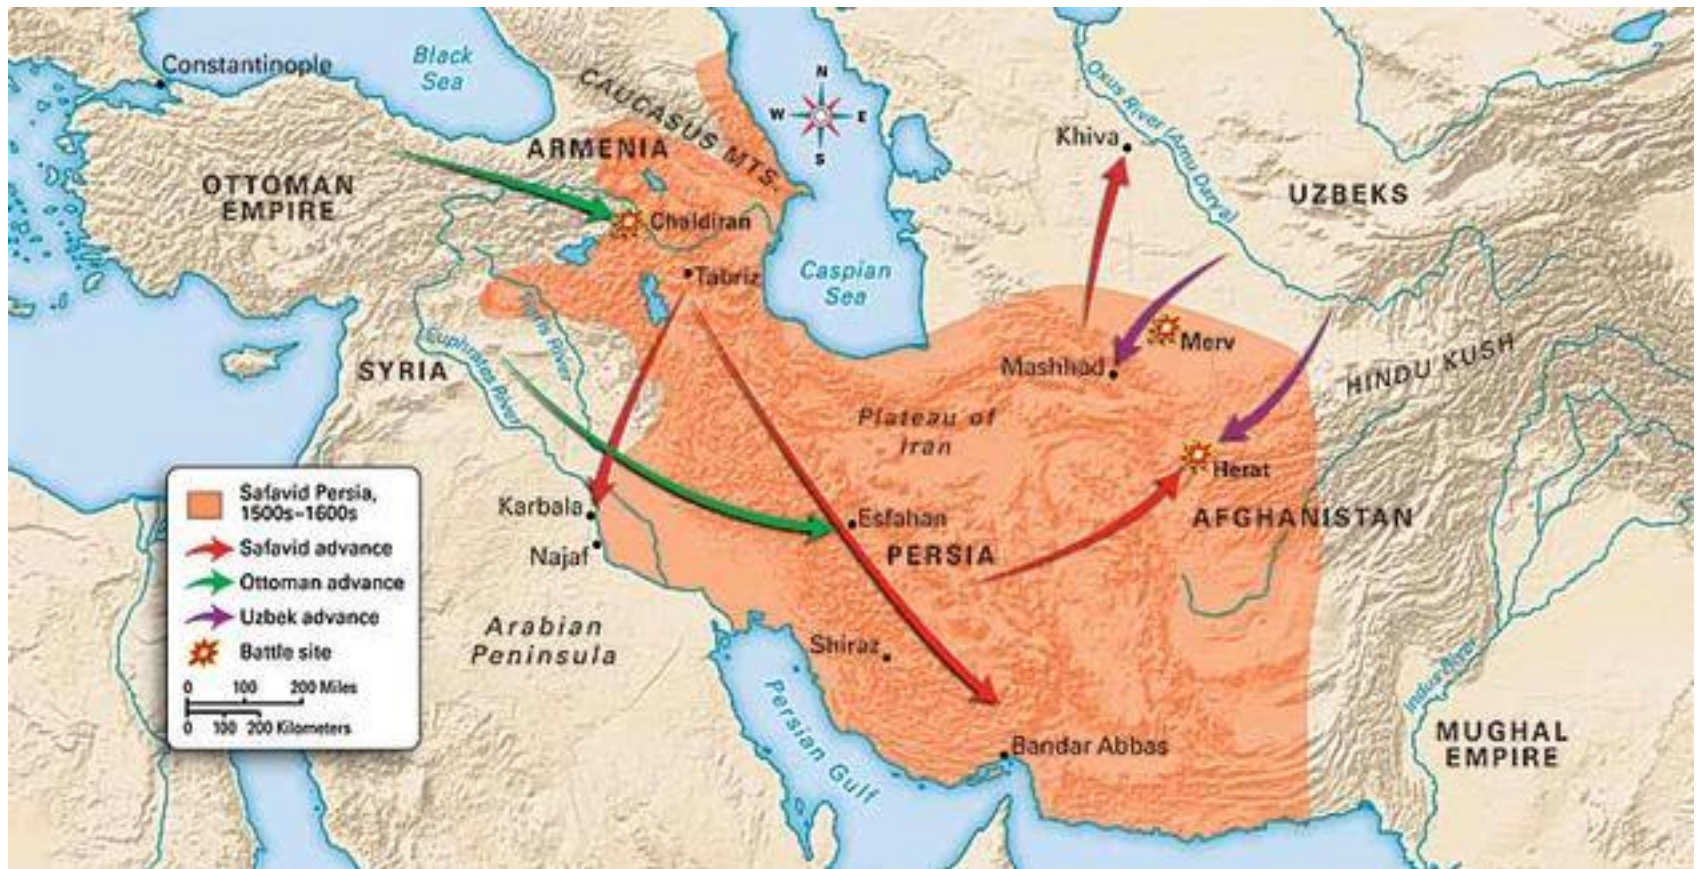 Constantinople
Black
Sea
CAUCASUS MTS.
N
W
E
S
Oxus River (Amu Darya)
Khiva
ARMENIA
OTTOMAN
EMPIRE
UZBEKS
Chaldiran
Tabriz
Caspian
Sea
Tigris River
Euphrates River
SYRIA
Merv
Mashhad
HINDU KUSH
Plateau of
Iran
Herat
Safavid Persia,
1500s–1600s
Safavid advance
Ottoman advance
Uzbek advance
Battle site
0 100 200 Miles
0 100 200 Kilometers
Karbala
Najaf
Esfahan
PERSIA
AFGHANISTAN
Arabian
Peninsula
Shiraz
Persian Gulf
Bandar Abbas
Indus River
MUGHAL
EMPIRE